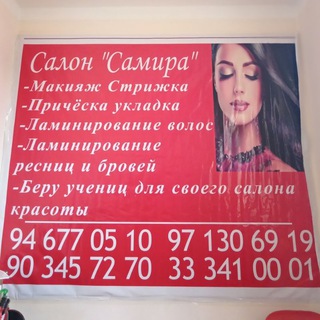 Салон "Самира"
-Макияж Стрижка
-Причёска укладка
-Ламинирование волос
-Ламинирование
ресниц и бровей
-Беру учениц для своего салона
красоты
94 677 05 10 97 130 69 19
90 345 72 70 33 341 00 01